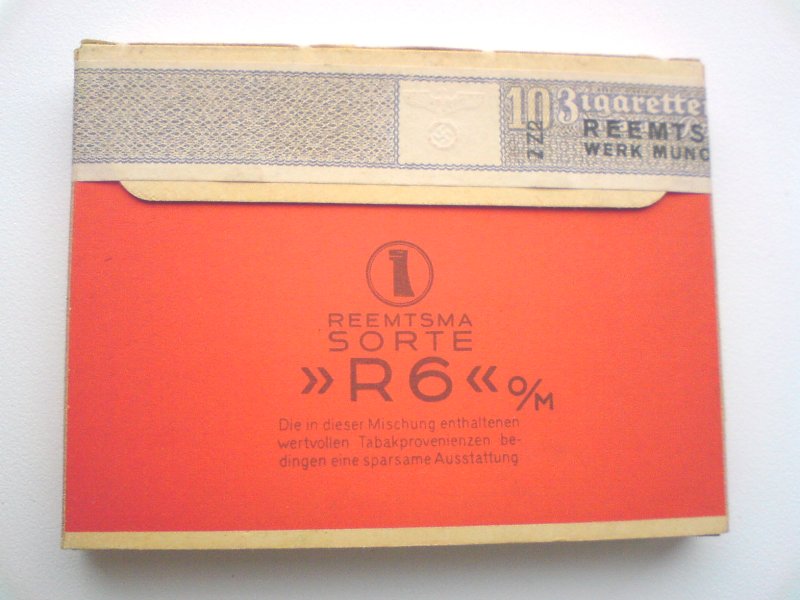 10 Zigarette
REEMTS
WERK MUNC
REEMTSMA
SORTE
»R6« O/M
Die in dieser Mischung enthaltenen
wertvollen Tabakprovenienzen be-
dingen eine sparsame Ausstattung